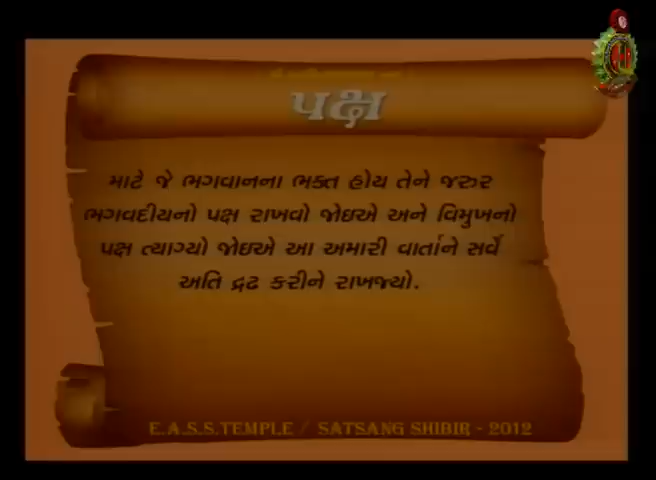 પક્ષ
માટે જે ભગવાનના ભક્ત હોય તેને જરુર
ભગવદીયનો પક્ષ રાખવો જોઇએ અને વિમુખનો
પક્ષ ત્યાગ્યો જોઇએ આ અમારી વાર્તાને સર્વે
અતિ દ્રઢ કરીને રાખજ્યો.
E.A.S.S.TEMPLE / SATSANG SHIBIR - 2012